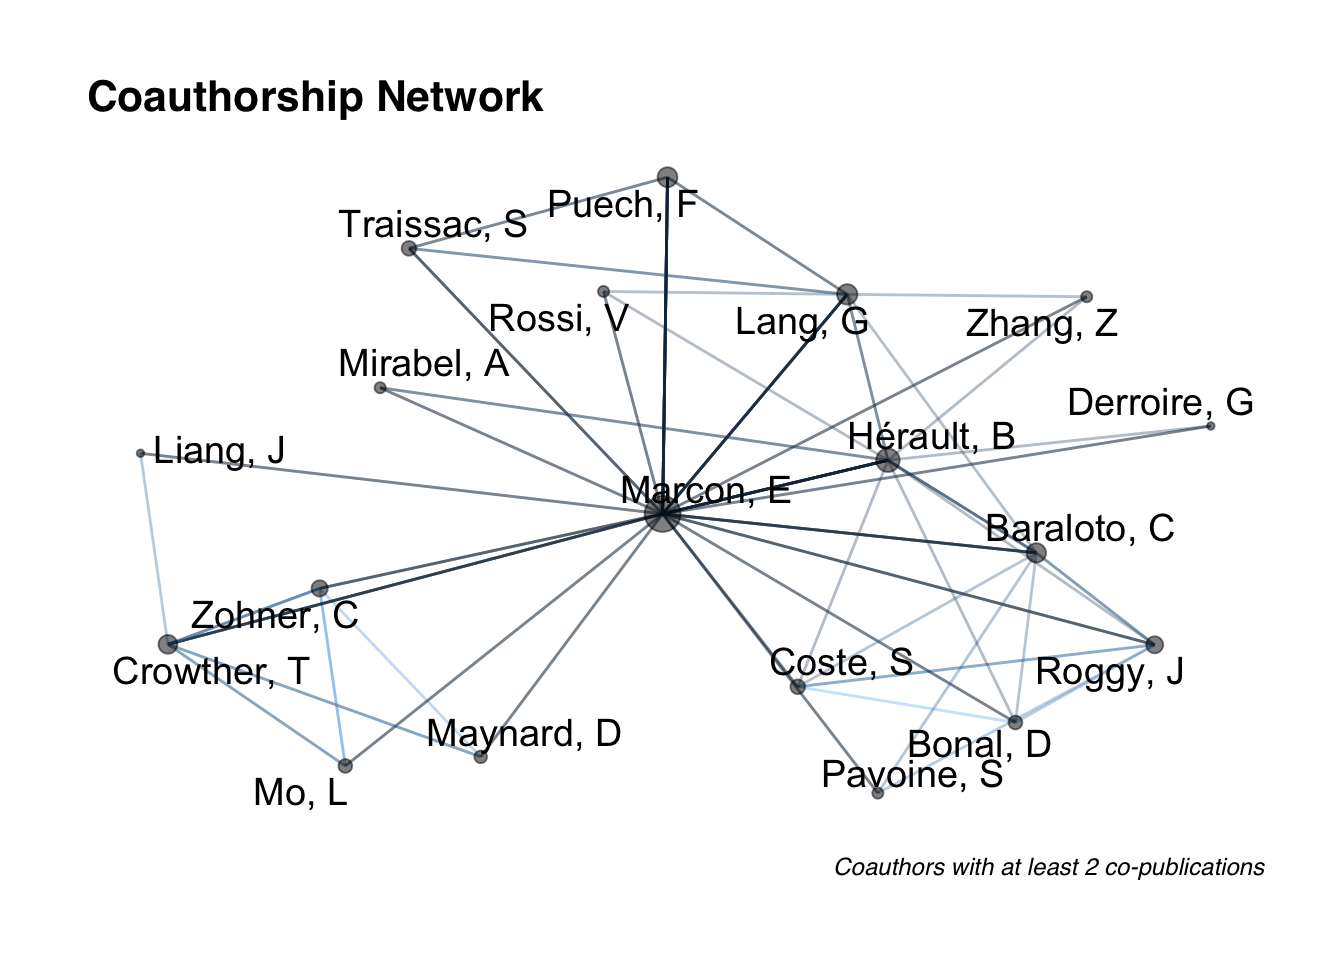 Coauthorship Network
Puech, F
Traissac, S
Rossi, V
Lang, G
Zhang, Z
Mirabel, A
Derroire, G
Hérault, B
Liang, J
Marcon, E
Baraloto, C
Zohner, C
Crowther, T
Coste, S
Roggy, J
Maynard, D
Bonal, D
Pavoine, S
Mo, L
Coauthors with at least 2 co-publications